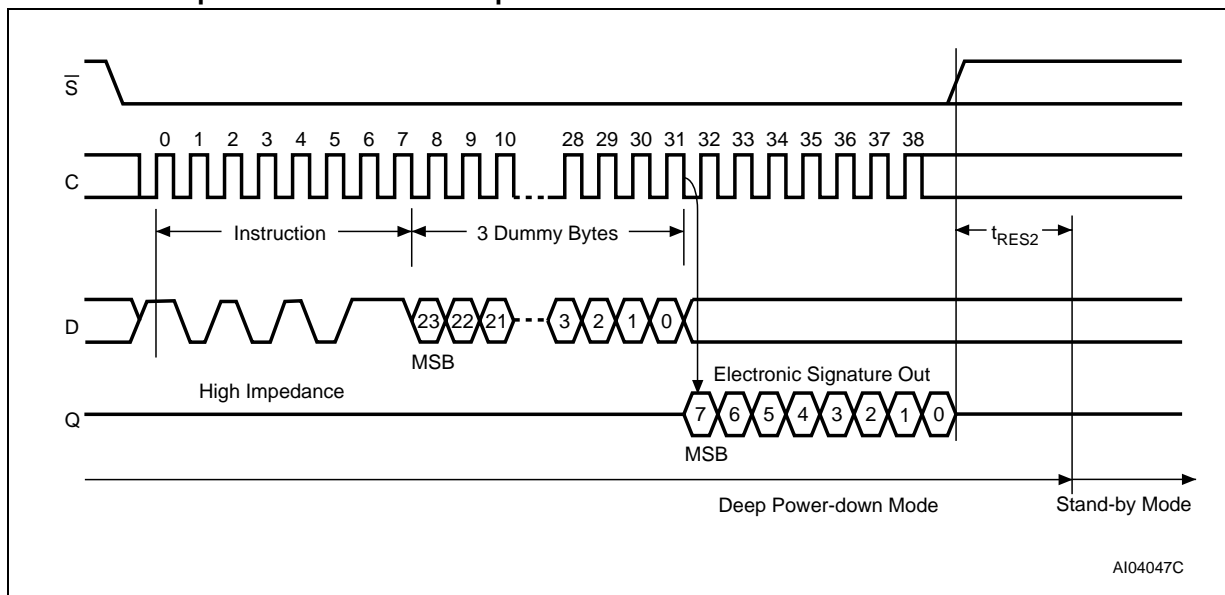 S
0 1 2 3 4 5 6 7 8 9 10 28 29 30 31 32 33 34 35 36 37 38
C
Instruction 3 Dummy Bytes tRES2
D 23 22 21 3 2 1 0
MSB
High Impedance Electronic Signature Out
Q 7 6 5 4 3 2 1 0
MSB
Deep Power-down Mode Stand-by Mode
AI04047C